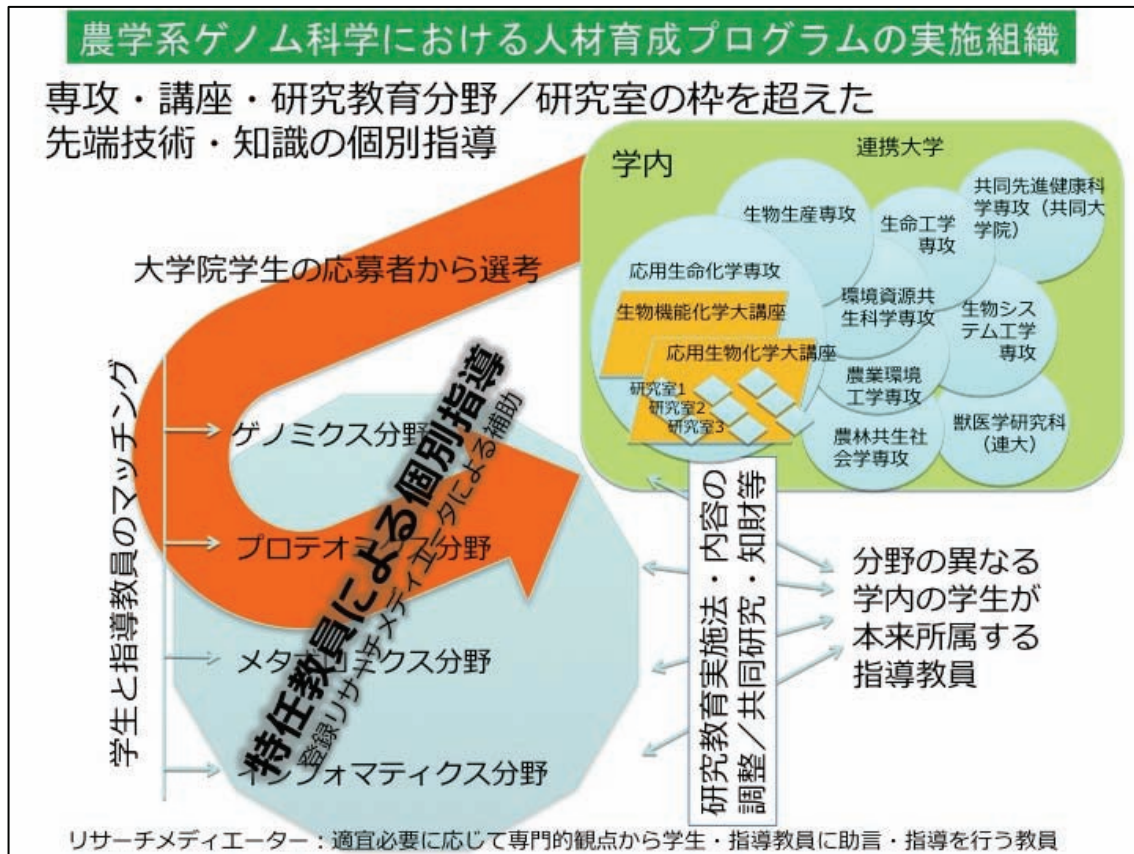 農学系ゲノム科学における人材育成プログラムの実施組織
専攻・講座・研究教育分野／研究室の枠を超えた
先端技術・知識の個別指導
学内
連携大学
共同先進健康科
学専攻（共同大
学院）
生物生産専攻
生命工学
専攻
応用生命化学専攻
環境資源共
生科学専攻
生物シス
テム工学
専攻
生物機能化学大講座
応用生物化学大講座
研究室1
研究室2
研究室3
農業環境
工学専攻
農林共生社
会学専攻
獣医学研究科
（連大）
大学院学生の応募者から選考
学生と指導教員のマッチング
ゲノミクス分野
プロテオミクス分野
メタボロミクス分野
インフォマティクス分野
特任教員による個別指導
登録リサーチメディエータによる補助
研究教育実施法・内容の
調整／共同研究・知財等
分野の異なる
学内の学生が
本来所属する
指導教員
リサーチメディエーター：適宜必要に応じて専門的観点から学生・指導教員に助言・指導を行う教員